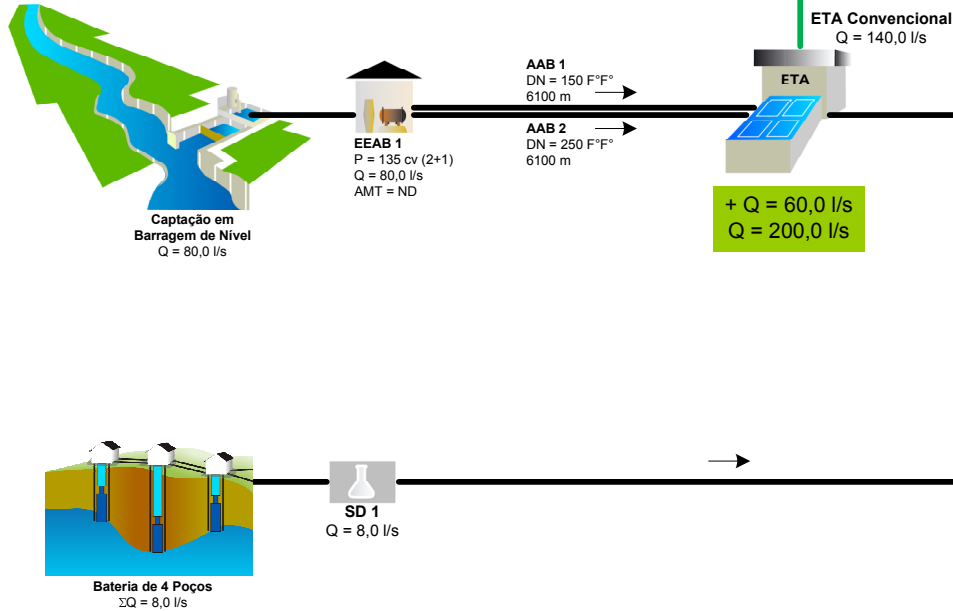 ETA Convencional
Q = 140,0 l/s
ETA
AAB 1
DN = 150 F°F°
6100 m
AAB 2
DN = 250 F°F°
6100 m
EEAB 1
P = 135 cv (2+1)
Q = 80,0 l/s
AMT = ND
Captação em
Barragem de Nível
Q = 80,0 l/s
+ Q = 60,0 l/s
Q = 200,0 l/s
SD 1
Q = 8,0 l/s
Bateria de 4 Poços
ΣQ = 8,0 l/s